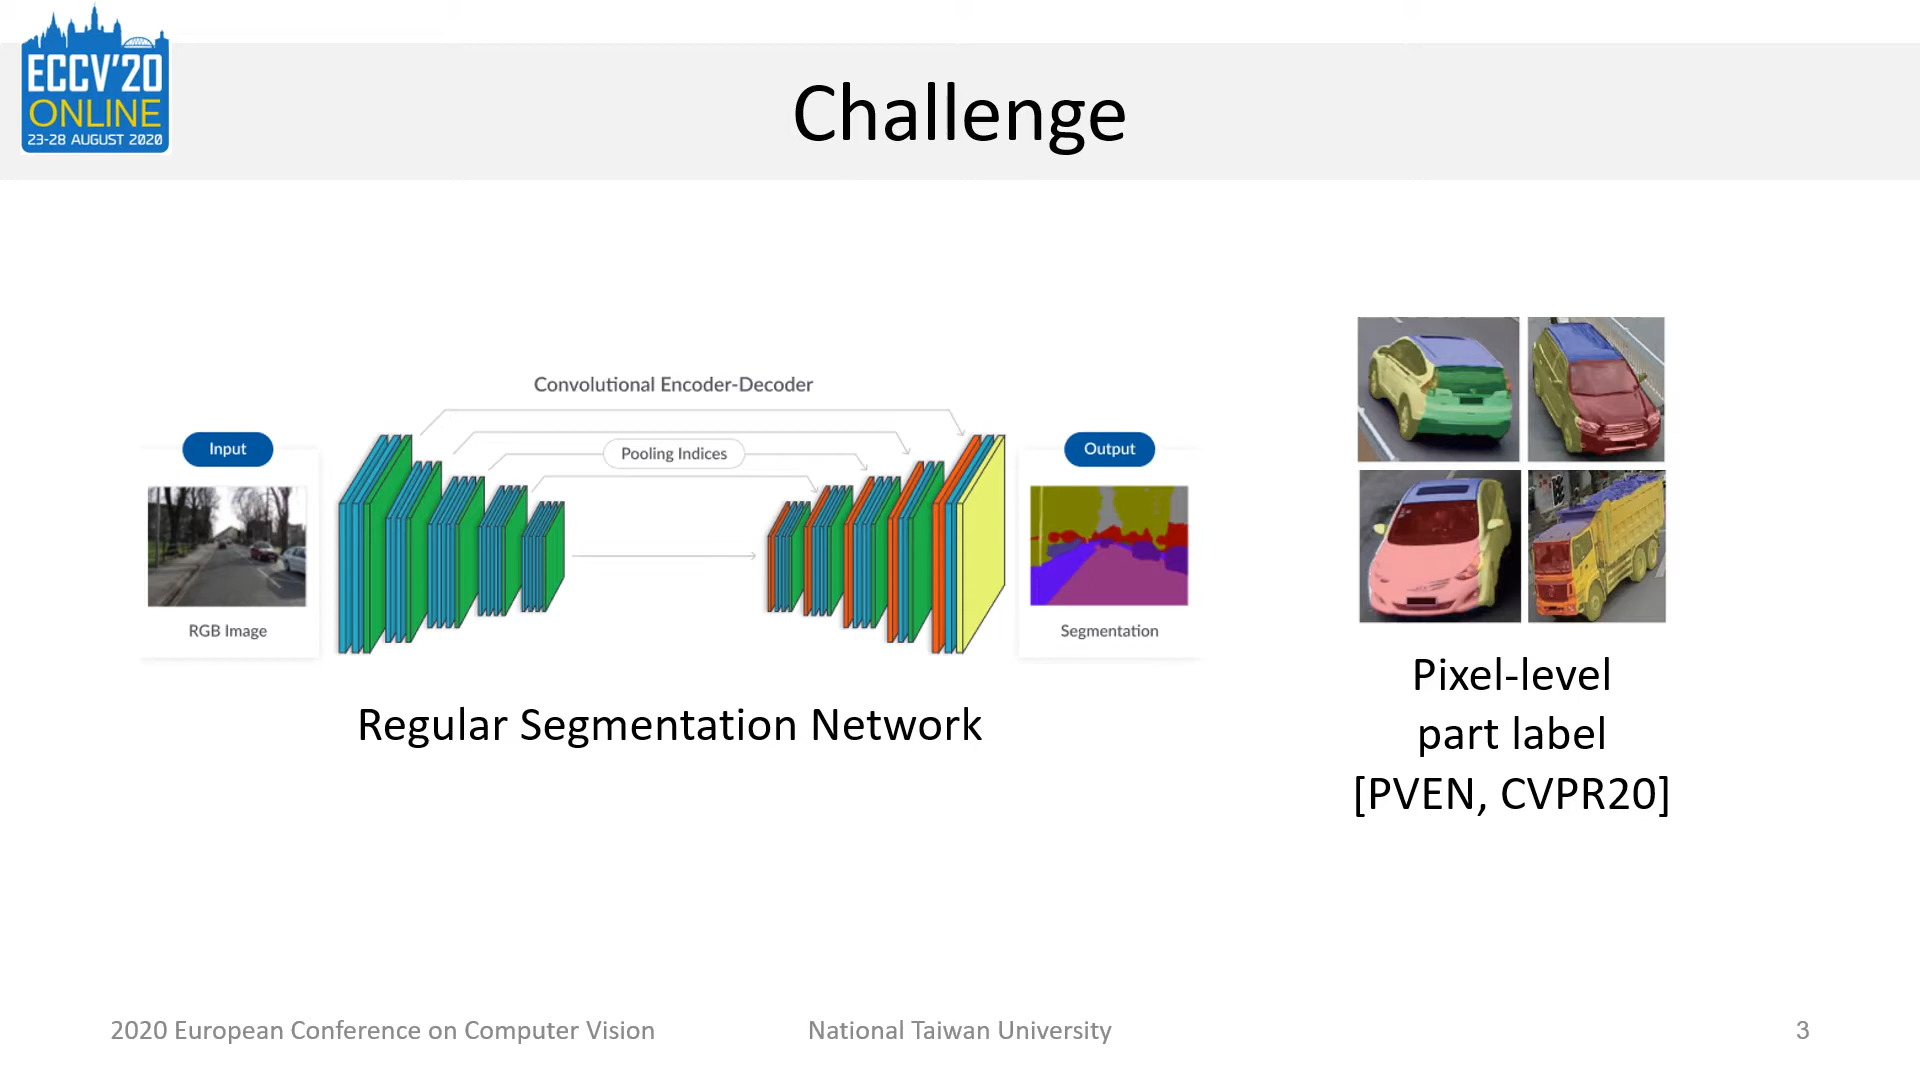 ECCV'20
ONLINE
23-28 AUGUST 2020
Challenge
Convolutional Encoder-Decoder
Input
Pooling Indices
Output
RGB Image
Segmentation
Regular Segmentation Network
Pixel-level
part label
[PVEN, CVPR20]
2020 European Conference on Computer Vision
National Taiwan University
3